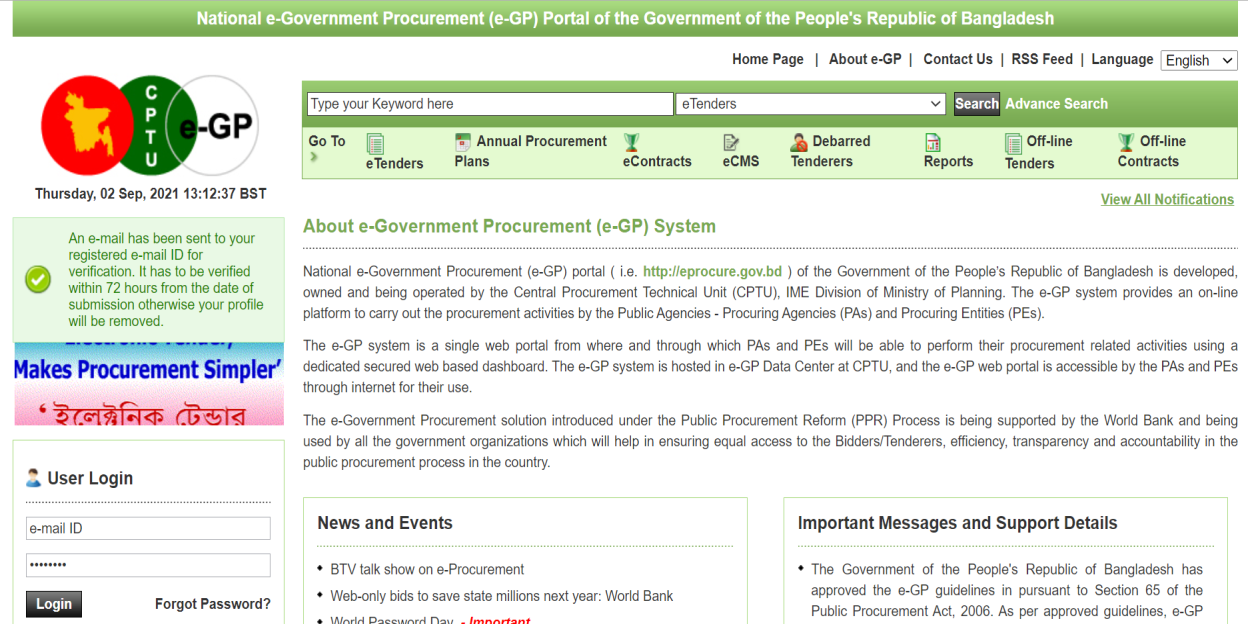 National e-Government Procurement (e-GP) Portal of the Government of the People's Republic of Bangladesh
Home Page | About e-GP | Contact Us | RSS Feed | Language English
C
P
T
U
e-GP
Thursday, 02 Sep, 2021 13:12:37 BST
Type your Keyword here
eTenders
Search
Advance Search
Go To
eTenders
Annual Procurement
Plans
eContracts
eCMS
Debarred
Tenderers
Reports
Off-line
Tenders
Off-line
Contracts
View All Notifications
An e-mail has been sent to your
registered e-mail ID for
verification. It has to be verified
within 72 hours from the date of
submission otherwise your profile
will be removed.
Electronic Tender,
Makes Procurement Simpler’
‘ ইলেক্ট্রনিক টেন্ডার
User Login
e-mail ID
••••••••
Login
Forgot Password?
About e-Government Procurement (e-GP) System
National e-Government Procurement (e-GP) portal ( i.e. http://eprocure.gov.bd ) of the Government of the People's Republic of Bangladesh is developed,
owned and being operated by the Central Procurement Technical Unit (CPTU), IME Division of Ministry of Planning. The e-GP system provides an on-line
platform to carry out the procurement activities by the Public Agencies - Procuring Agencies (PAs) and Procuring Entities (PEs).
The e-GP system is a single web portal from where and through which PAs and PEs will be able to perform their procurement related activities using a
dedicated secured web based dashboard. The e-GP system is hosted in e-GP Data Center at CPTU, and the e-GP web portal is accessible by the PAs and PEs
through internet for their use.
The e-Government Procurement solution introduced under the Public Procurement Reform (PPR) Process is being supported by the World Bank and being
used by all the government organizations which will help in ensuring equal access to the Bidders/Tenderers, efficiency, transparency and accountability in the
public procurement process in the country.
News and Events
BTV talk show on e-Procurement
Web-only bids to save state millions next year: World Bank
World Password Day - Important
Important Messages and Support Details
The Government of the People's Republic of Bangladesh has
approved the e-GP guidelines in pursuant to Section 65 of the
Public Procurement Act, 2006. As per approved guidelines, e-GP